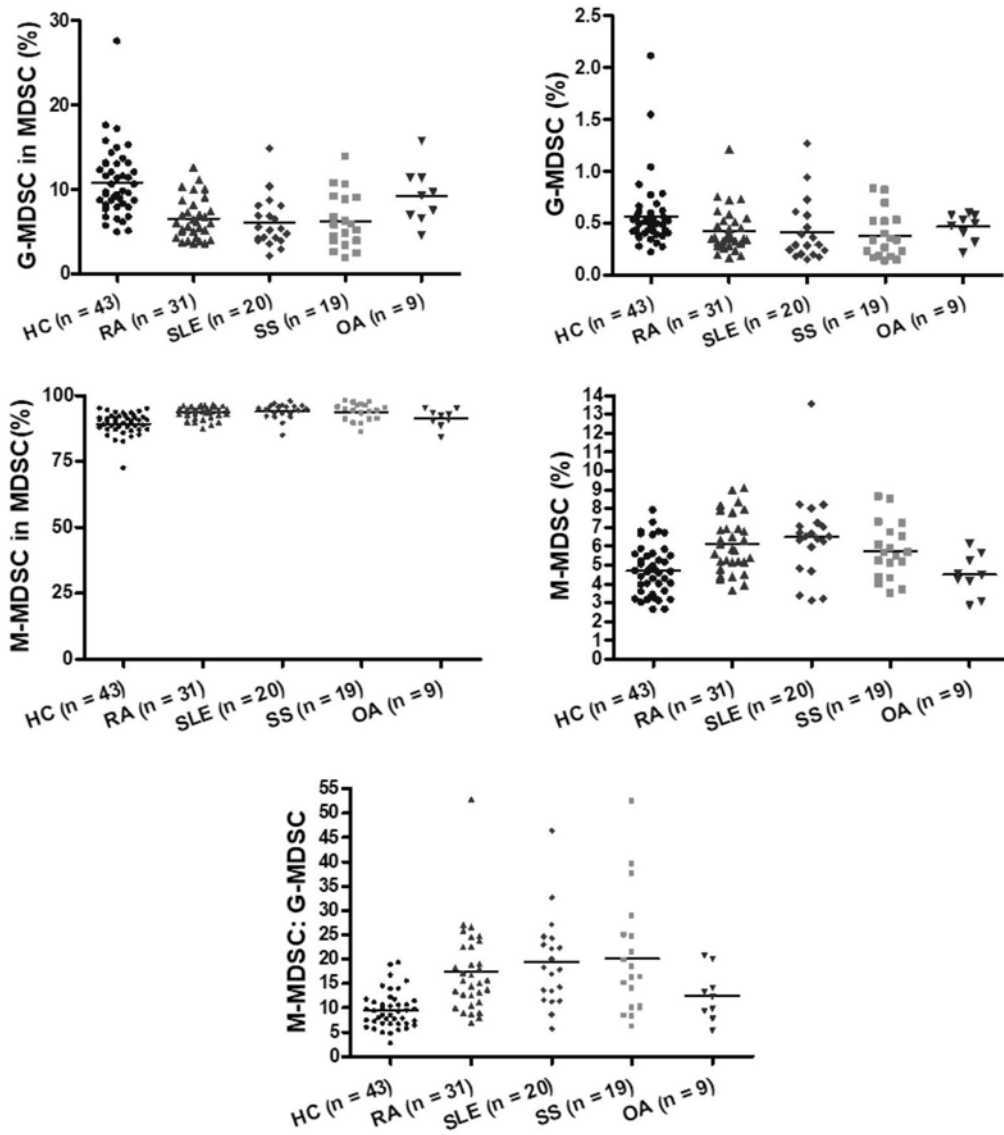 G-MDSC in MDSC (%)
30
20
10
0
HC (n = 43)
RA (n = 31)
SLE (n = 20)
SS (n = 19)
OA (n = 9)
G-MDSC (%)
2.5
2.0
1.5
1.0
0.5
0.0
HC (n = 43)
RA (n = 31)
SLE (n = 20)
SS (n = 19)
OA (n = 9)
M-MDSC in MDSC(%)
100
75
50
25
0
HC (n = 43)
RA (n = 31)
SLE (n = 20)
SS (n = 19)
OA (n = 9)
M-MDSC (%)
14
13
12
11
10
9
8
7
6
5
4
3
2
1
0
HC (n = 43)
RA (n = 31)
SLE (n = 20)
SS (n = 19)
OA (n = 9)
M-MDSC: G-MDSC
55
50
45
40
35
30
25
20
15
10
5
0
HC (n = 43)
RA (n = 31)
SLE (n = 20)
SS (n = 19)
OA (n = 9)